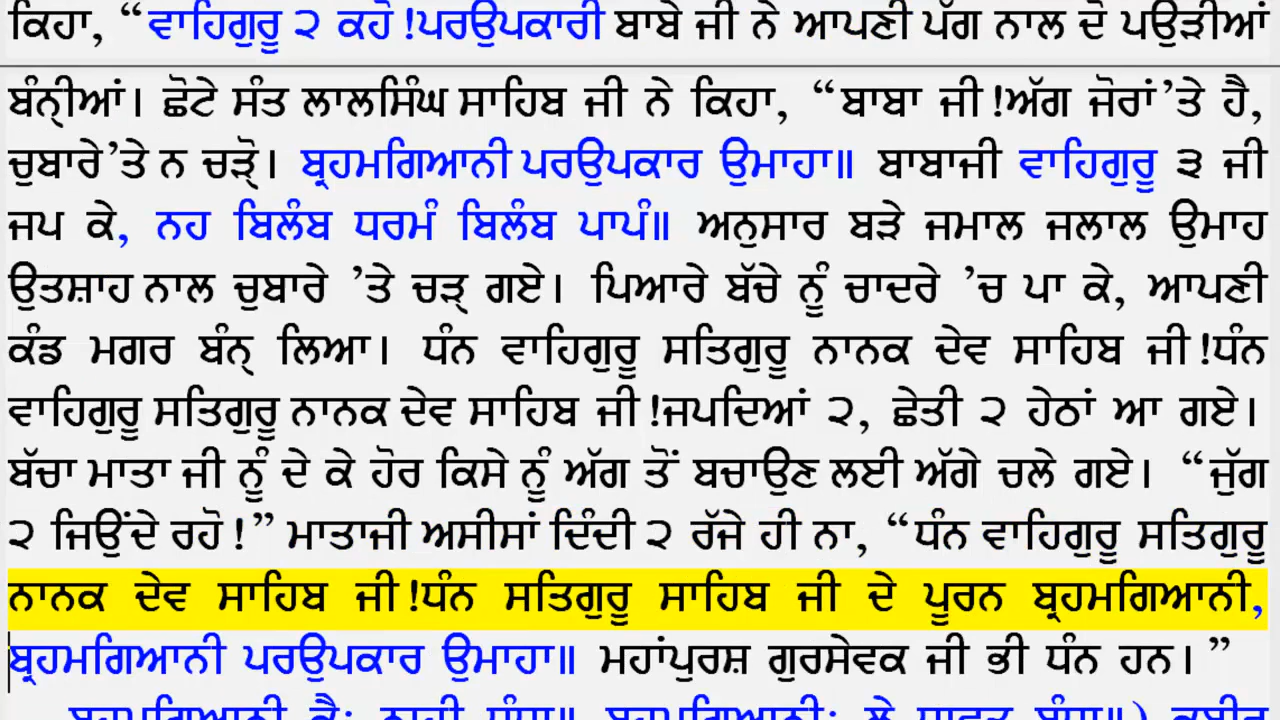 ਕਿਹਾ, “ਵਾਹਿਗੁਰੂ ੨ ਕਹੋ !ਪਰਉਪਕਾਰੀ ਬਾਬੇ ਜੀ ਨੇ ਆਪਣੀ ਪੱਗ ਨਾਲ ਦੋ ਪਉੜੀਆਂ
ਬੰਨ੍ਹੀਆਂ। ਛੋਟੇ ਸੰਤ ਲਾਲਸਿੰਘ ਸਾਹਿਬ ਜੀ ਨੇ ਕਿਹਾ, “ਬਾਬਾ ਜੀ !ਅੱਗ ਜੋਰਾਂ ’ਤੇ ਹੈ,
ਚੁਬਾਰੇ ’ਤੇ ਨ ਚੜ੍ਹੋ। ਬ੍ਰਹਮਗਿਆਨੀ ਪਰਉਪਕਾਰ ਉਮਾਹਾ॥ ਬਾਬਾਜੀ ਵਾਹਿਗੁਰੂ ੩ ਜੀ
ਜਪ ਕੇ, ਨਹ ਬਿਲੰਬ ਧਰਮੰ ਬਿਲੰਬ ਪਾਪੰ॥ ਅਨੁਸਾਰ ਬੜੇ ਜਮਾਲ ਜਲਾਲ ਉਮਾਹ
ਉਤਸ਼ਾਹ ਨਾਲ ਚੁਬਾਰੇ ’ਤੇ ਚੜ੍ਹ ਗਏ। ਪਿਆਰੇ ਬੱਚੇ ਨੂੰ ਚਾਦਰੇ ’ਚ ਪਾ ਕੇ, ਆਪਣੀ
ਕੰਡ ਮਗਰ ਬੰਨ੍ਹ ਲਿਆ। ਧੰਨ ਵਾਹਿਗੁਰੂ ਸਤਿਗੁਰੂ ਨਾਨਕ ਦੇਵ ਸਾਹਿਬ ਜੀ !ਧੰਨ
ਵਾਹਿਗੁਰੂ ਸਤਿਗੁਰੂ ਨਾਨਕ ਦੇਵ ਸਾਹਿਬ ਜੀ !ਜਪਦਿਆਂ ੨, ਛੇਤੀ ੨ ਹੇਠਾਂ ਆ ਗਏ।
ਬੱਚਾ ਮਾਤਾ ਜੀ ਨੂੰ ਦੇ ਕੇ ਹੋਰ ਕਿਸੇ ਨੂੰ ਅੱਗ ਤੋਂ ਬਚਾਉਣ ਲਈ ਅੱਗੇ ਚਲੇ ਗਏ। “ਜੁੱਗ
੨ ਜਿਉਂਦੇ ਰਹੋ !” ਮਾਤਾਜੀ ਅਸੀਸਾਂ ਦਿੰਦੀ ੨ ਰੱਜੇ ਹੀ ਨਾ, “ਧੰਨ ਵਾਹਿਗੁਰੂ ਸਤਿਗੁਰੂ
ਨਾਨਕ ਦੇਵ ਸਾਹਿਬ ਜੀ !ਧੰਨ ਸਤਿਗੁਰੂ ਸਾਹਿਬ ਜੀ ਦੇ ਪੂਰਨ ਬ੍ਰਹਮਗਿਆਨੀ,
ਬ੍ਰਹਮਗਿਆਨੀ ਪਰਉਪਕਾਰ ਉਮਾਹਾ॥ ਮਹਾਂਪੁਰਸ਼ ਗੁਰਸੇਵਕ ਜੀ ਭੀ ਧੰਨ ਹਨ। ”